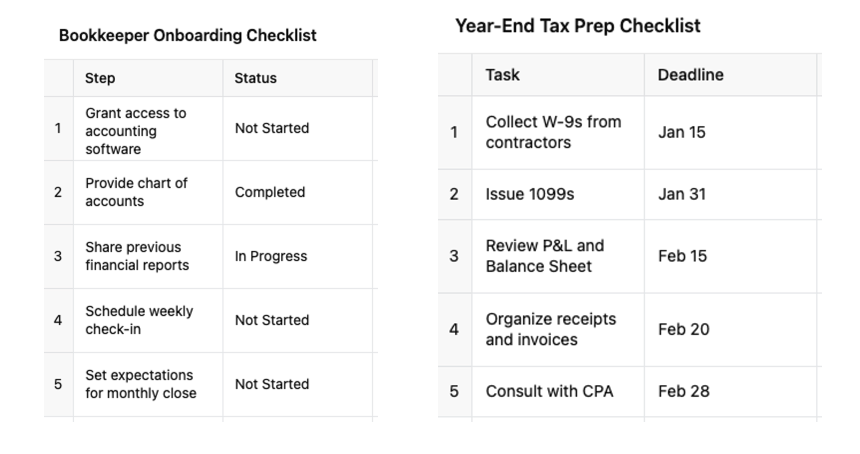 Bookkeeper Onboarding Checklist
Step Status
1 Grant access to accounting software Not Started
2 Provide chart of accounts Completed
3 Share previous financial reports In Progress
4 Schedule weekly check-in Not Started
5 Set expectations for monthly close Not Started
Year-End Tax Prep Checklist
Task Deadline
1 Collect W-9s from contractors Jan 15
2 Issue 1099s Jan 31
3 Review P&L and Balance Sheet Feb 15
4 Organize receipts and invoices Feb 20
5 Consult with CPA Feb 28